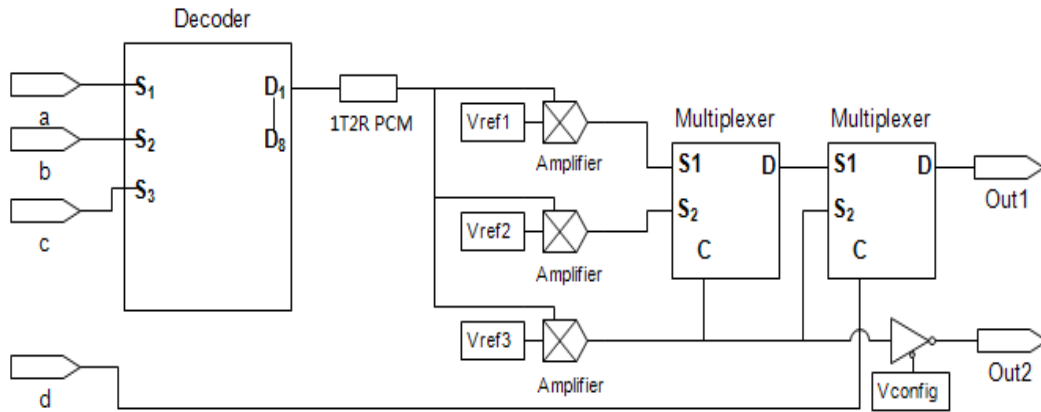 Decoder
S1
S2
S3
D1
D8
a
b
c
d
1T2R PCM
Vref1
Amplifier
Vref2
Amplifier
Vref3
Amplifier
Multiplexer
S1
S2
D
C
Multiplexer
S1
S2
D
C
Out1
Out2
Vconfig